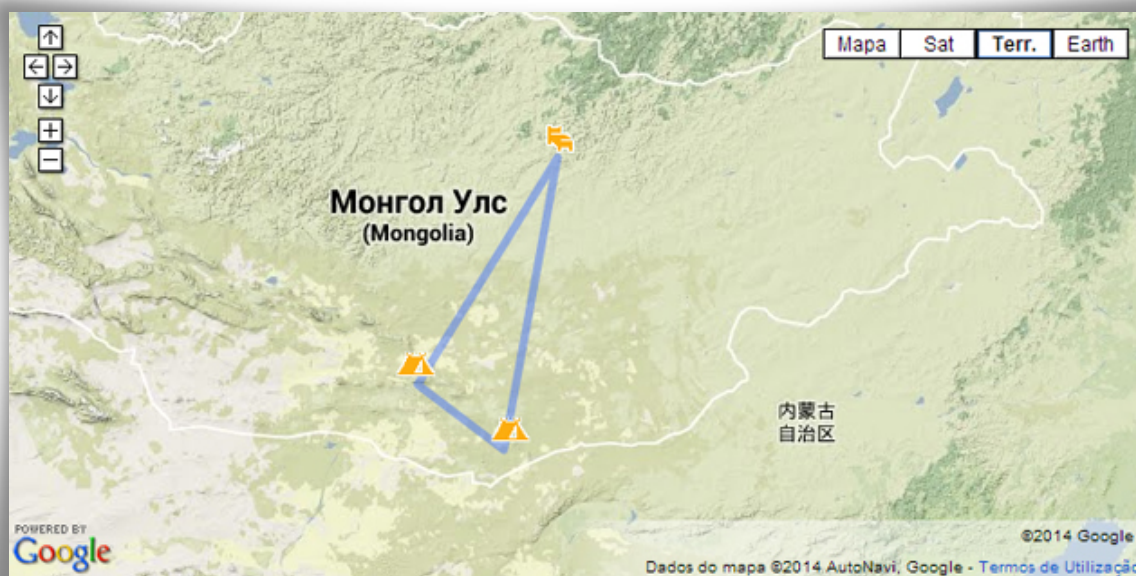 Mapa Sat Terr. Earth
Монгол Улс
(Mongolia)
内蒙古
自治区
POWERED BY
Google
©2014 Google
Dados do mapa ©2014 AutoNavi, Google - Termos de Utilização